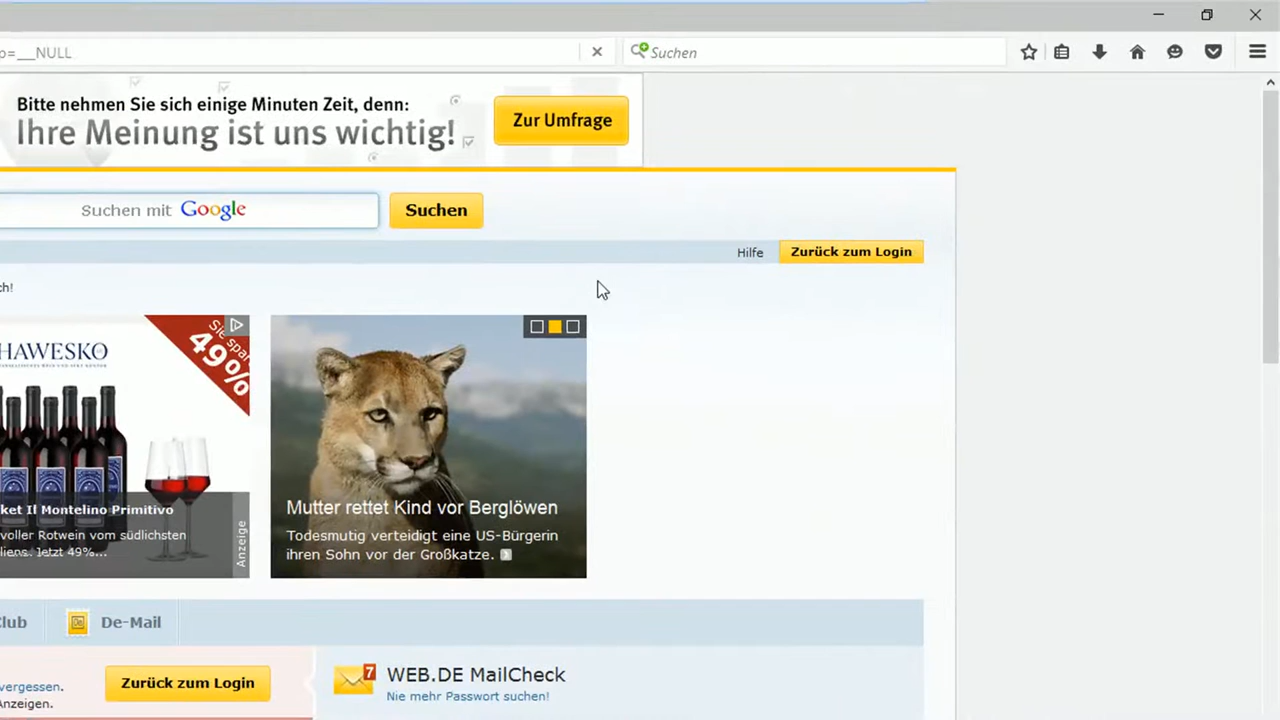 o=__NULL
Suchen
Bitte nehmen Sie sich einige Minuten Zeit, denn:
Ihre Meinung ist uns wichtig!
Zur Umfrage
Suchen mit Google
Suchen
Hilfe
Zurück zum Login
ch!
HAWESKO
Sie spar
49%
ket Il Montelino Primitivo
voller Rotwein vom südlichsten
liens. Jetzt 49%...
Anzeige
Mutter rettet Kind vor Berglöwen
Todesmutig verteidigt eine US-Bürgerin
ihren Sohn vor der Großkatze.
Club
De-Mail
vergessen.
Anzeigen.
Zurück zum Login
7
WEB.DE MailCheck
Nie mehr Passwort suchen!